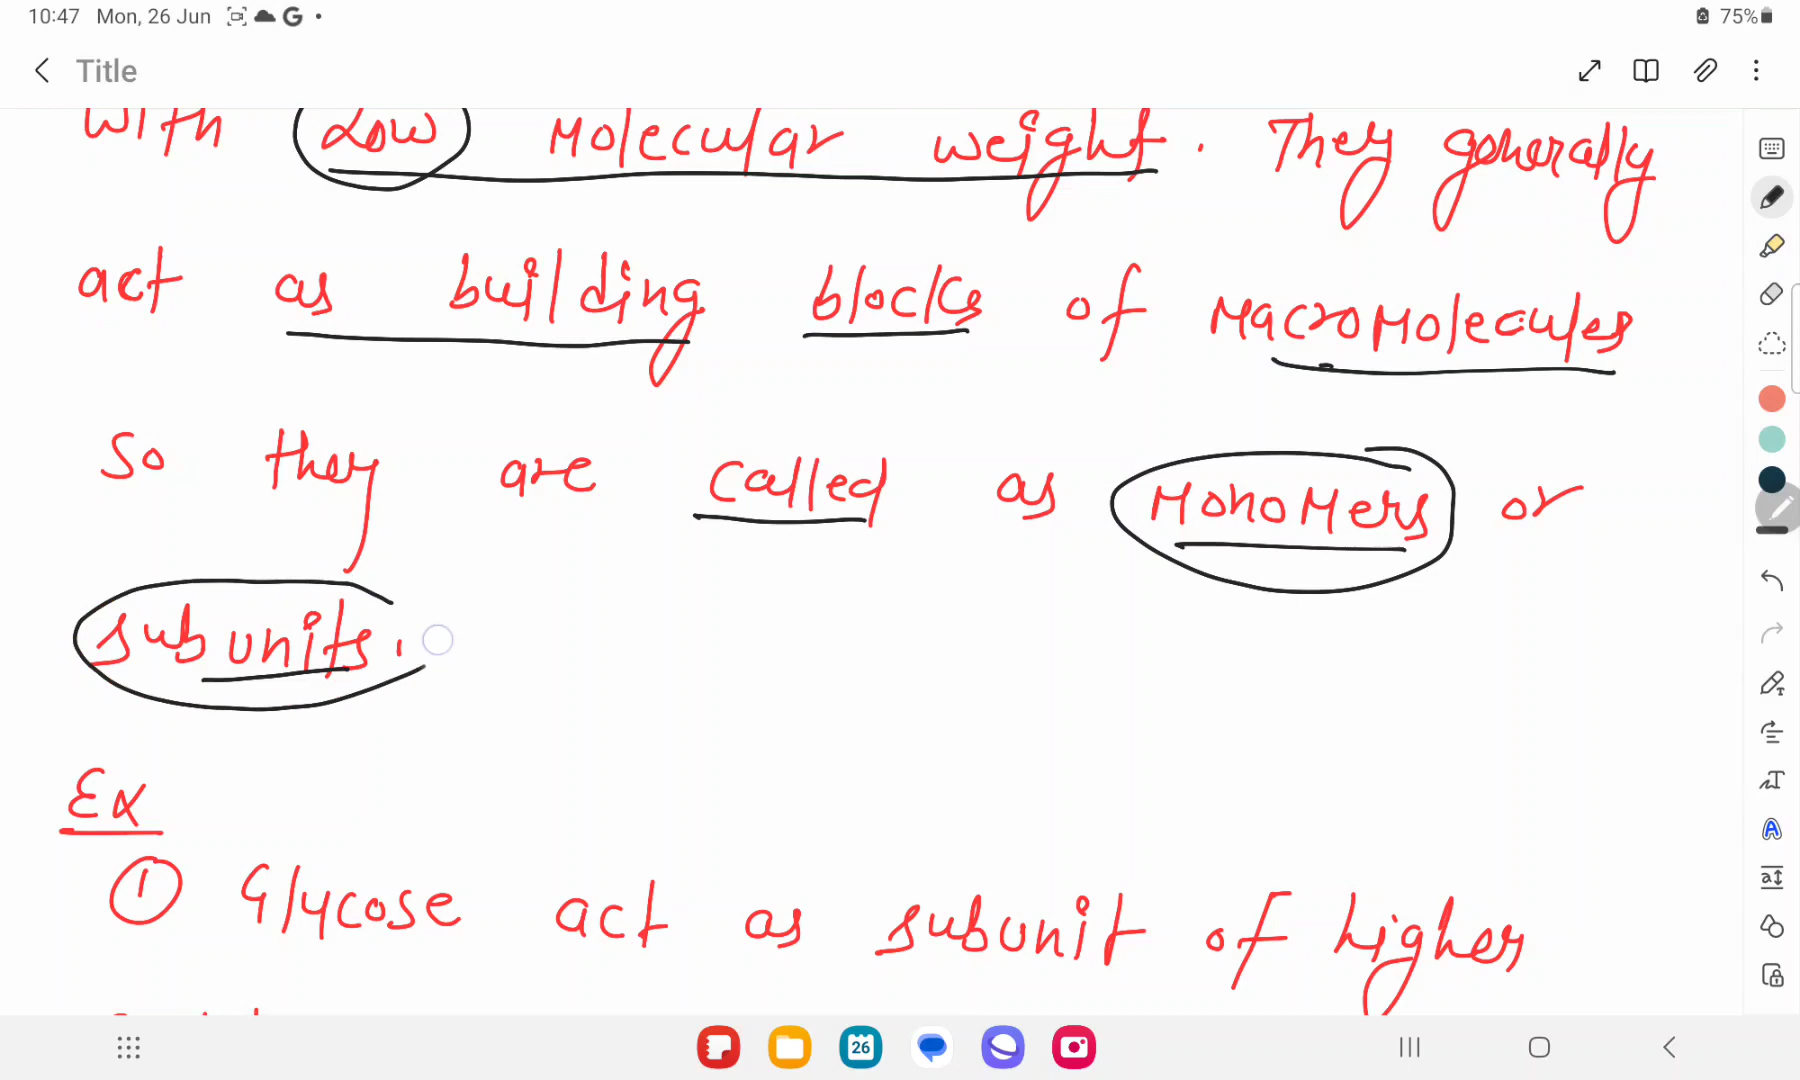 10:47 Mon, 26 Jun G 75%
Title
with Low Molecular weight. They generally
act as building blocks of Macromolecules
So they are called as Monomers or
subunits.
Ex
① Glycose act as subunit of higher
26